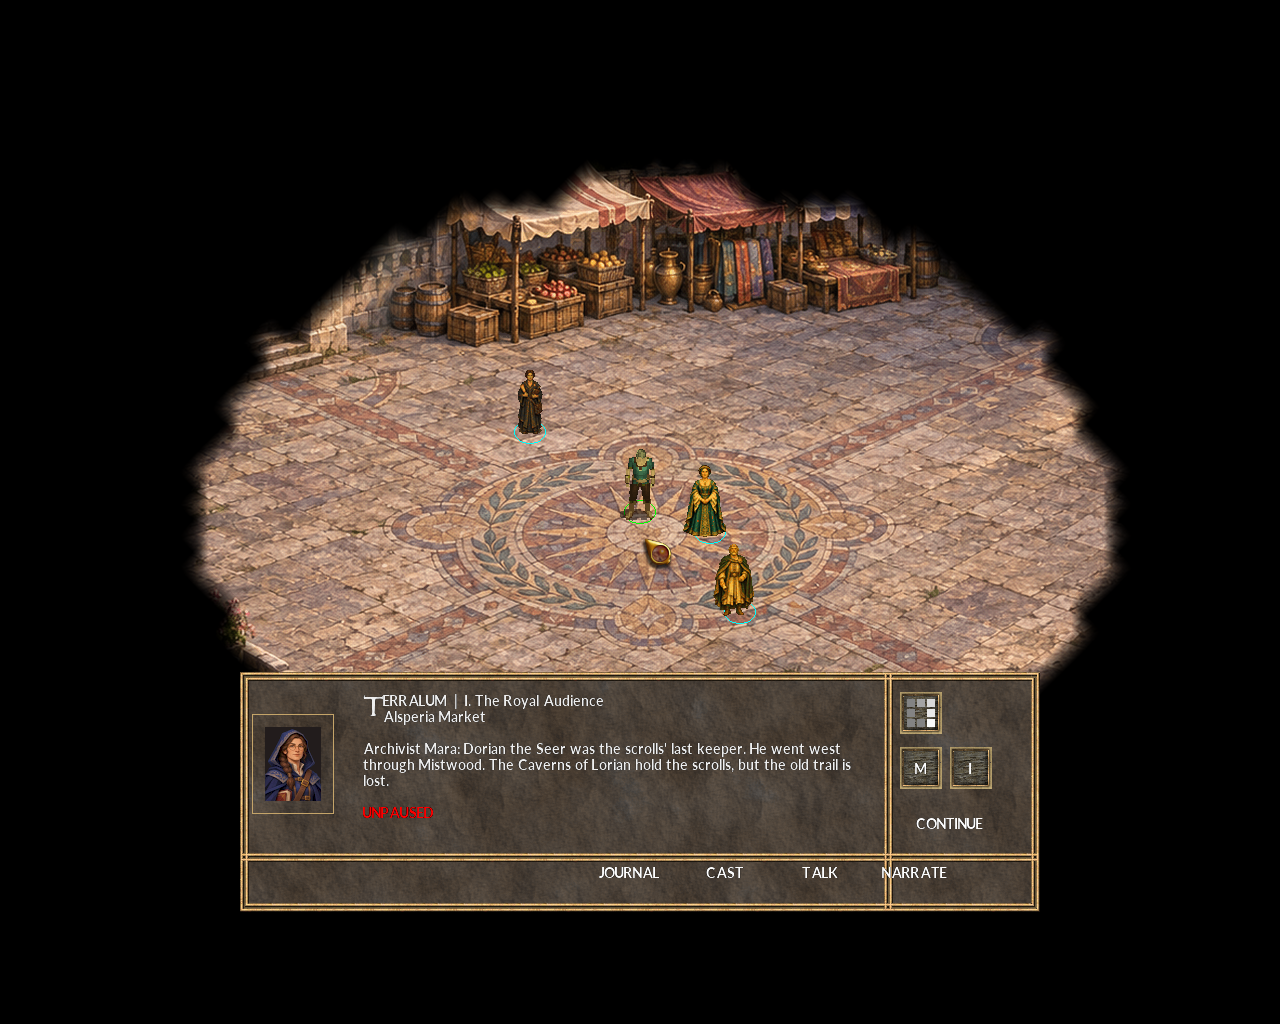 TERRALUM | I. The Royal Audience
Alsperia Market
Archivist Mara: Dorian the Seer was the scrolls' last keeper. He went west
through Mistwood. The Caverns of Lorian hold the scrolls, but the old trail is
lost.
UNPAUSED
M I
CONTINUE
JOURNAL CAST TALK NARRATE